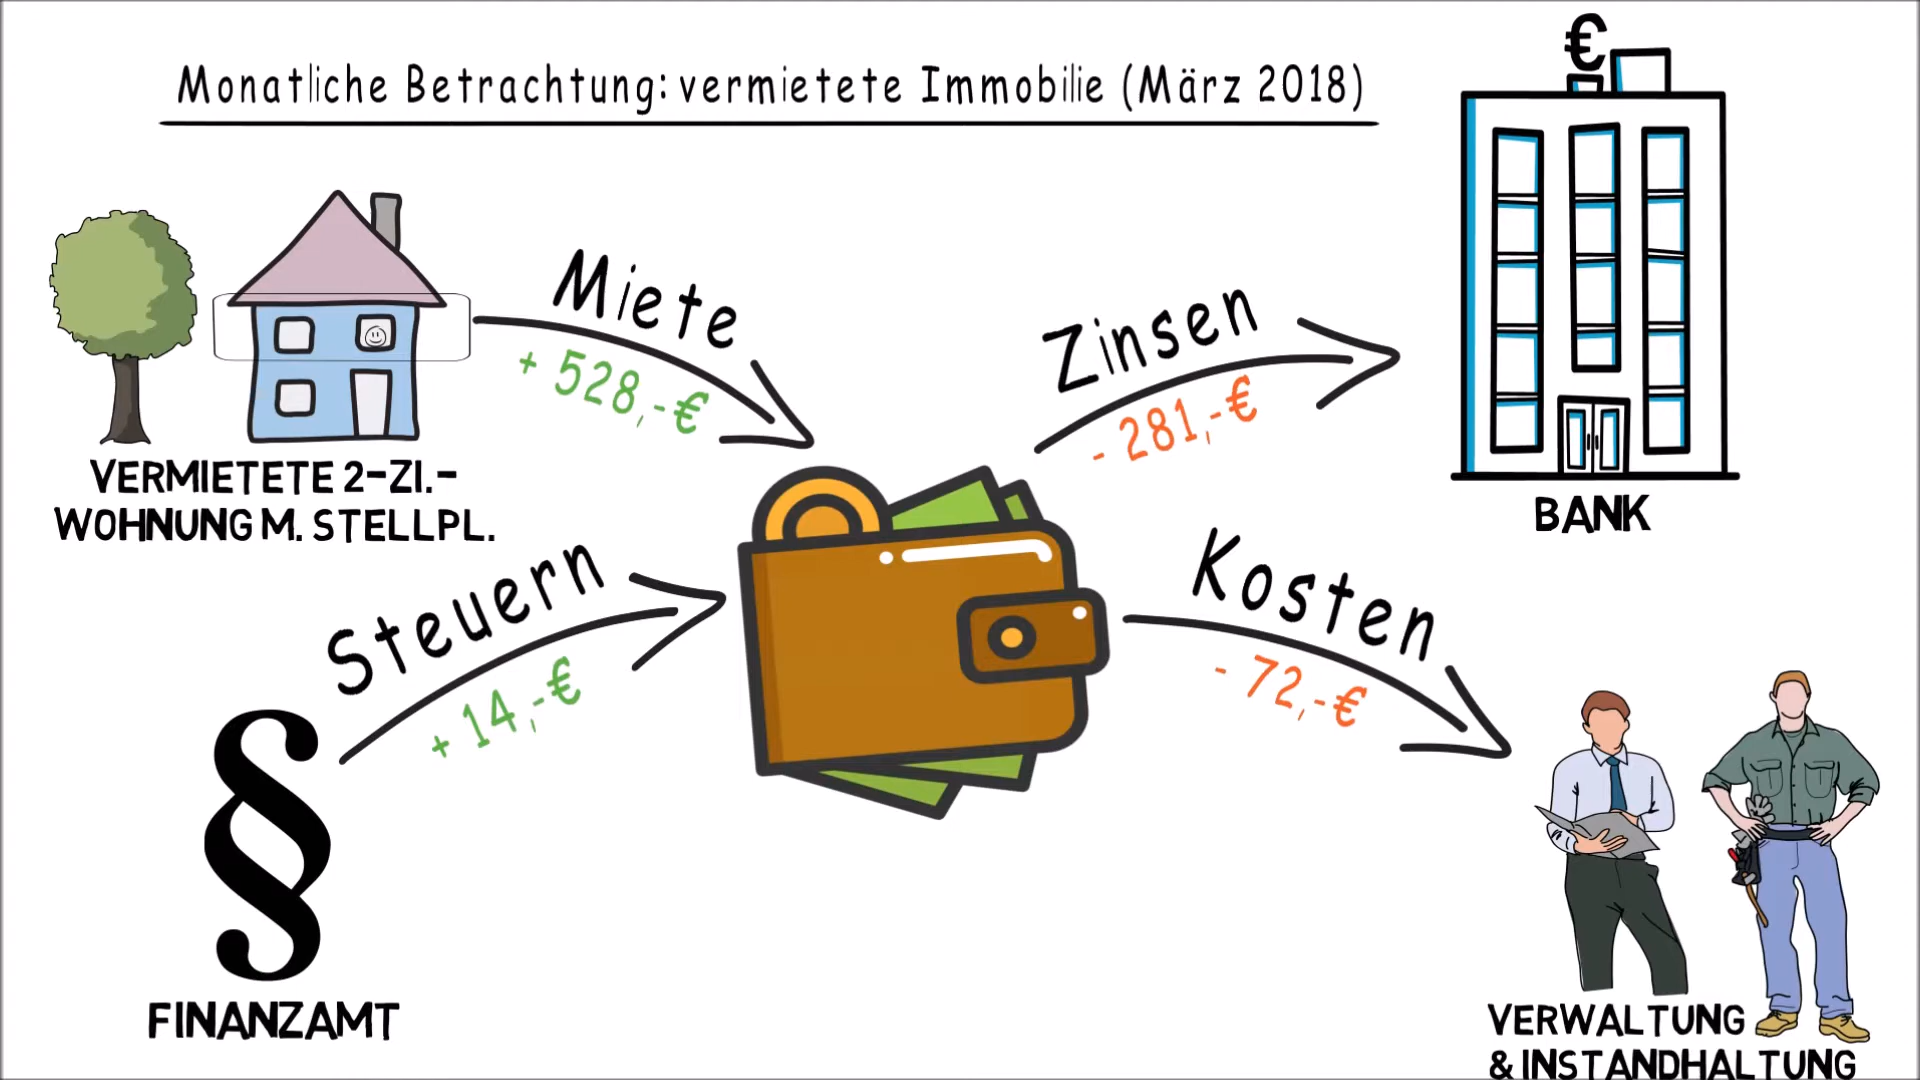 Monatliche Betrachtung: vermietete Immobilie (März 2018)
€
Miete
+ 528,-€
Zinsen
- 281,-€
VERMIETETE 2-ZI.-
WOHNUNG M. STELLPL.
BANK
Steuern
+ 14,-€
Kosten
- 72,-€
§
FINANZAMT
VERWALTUNG
& INSTANDHALTUNG